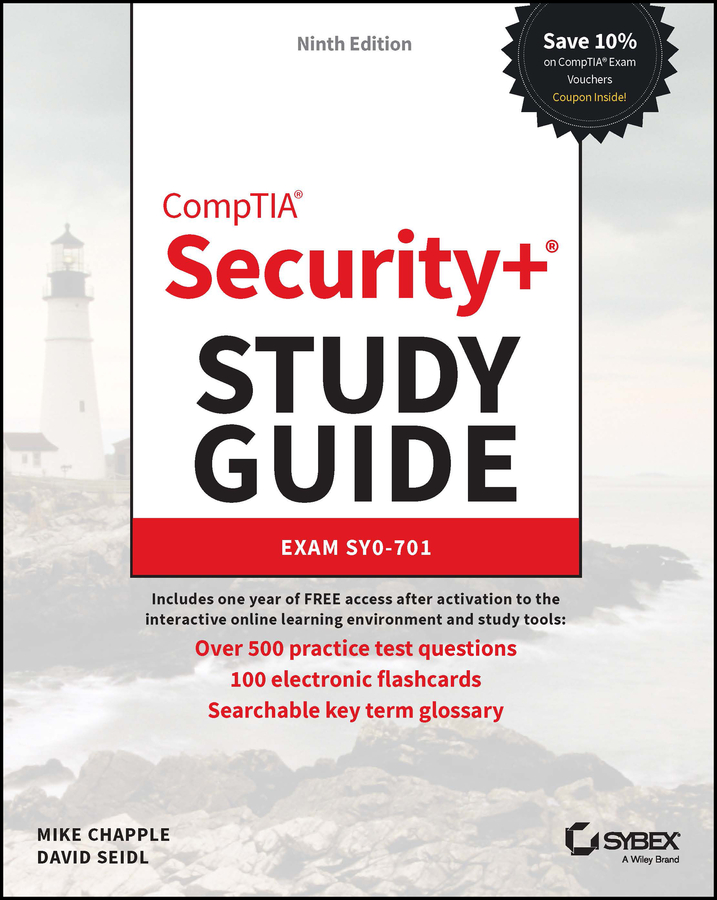 Ninth Edition
Save 10%
on CompTIA® Exam
Vouchers
Coupon Inside!
CompTIA®
Security+®
STUDY
GUIDE
EXAM SY0-701
Includes one year of FREE access after activation to the
interactive online learning environment and study tools:
Over 500 practice test questions
100 electronic flashcards
Searchable key term glossary
MIKE CHAPPLE
DAVID SEIDL
SYBEX®
A Wiley Brand